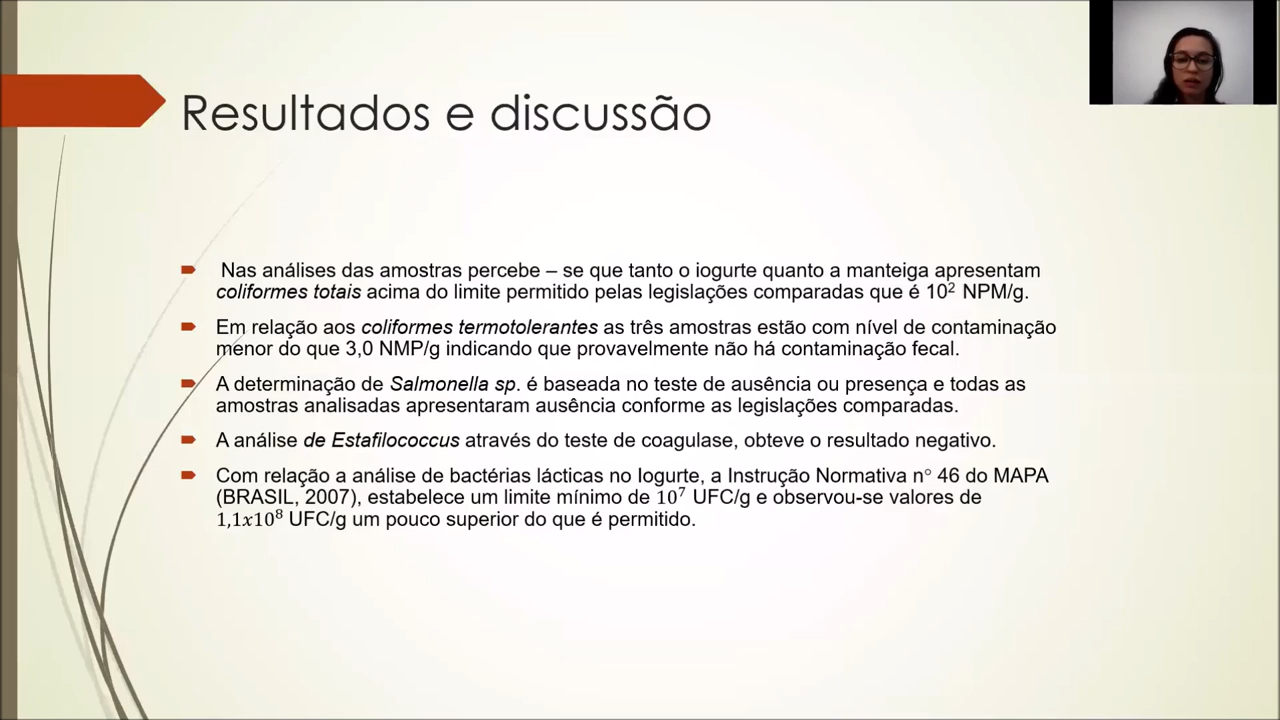 Resultados e discussão
Nas análises das amostras percebe – se que tanto o iogurte quanto a manteiga apresentam
coliformes totais acima do limite permitido pelas legislações comparadas que é 10² NPM/g.
Em relação aos coliformes termotolerantes as três amostras estão com nível de contaminação
menor do que 3,0 NMP/g indicando que provavelmente não há contaminação fecal.
A determinação de Salmonella sp. é baseada no teste de ausência ou presença e todas as
amostras analisadas apresentaram ausência conforme as legislações comparadas.
A análise de Estafilococcus através do teste de coagulase, obteve o resultado negativo.
Com relação a análise de bactérias lácticas no Iogurte, a Instrução Normativa n° 46 do MAPA
(BRASIL, 2007), estabelece um limite mínimo de 10⁷ UFC/g e observou-se valores de
1,1x10⁸ UFC/g um pouco superior do que é permitido.